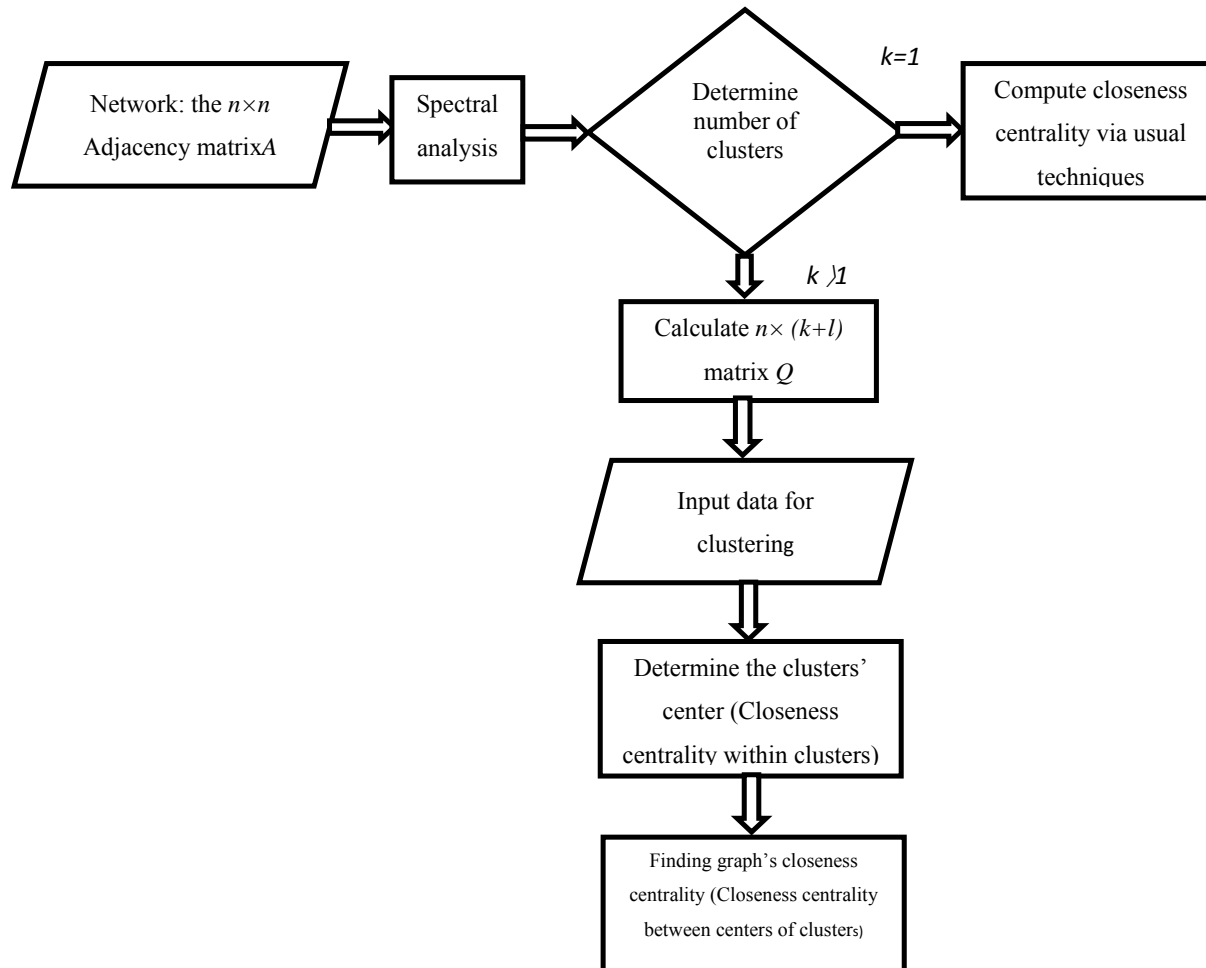 Network: the n×n
Adjacency matrixA
Spectral
analysis
Determine
number of
clusters
k=1
Compute closeness
centrality via usual
techniques
k 〉1
Calculate n× (k+l)
matrix Q
Input data for
clustering
Determine the clusters’
center (Closeness
centrality within clusters)
Finding graph’s closeness
centrality (Closeness centrality
between centers of clusters)